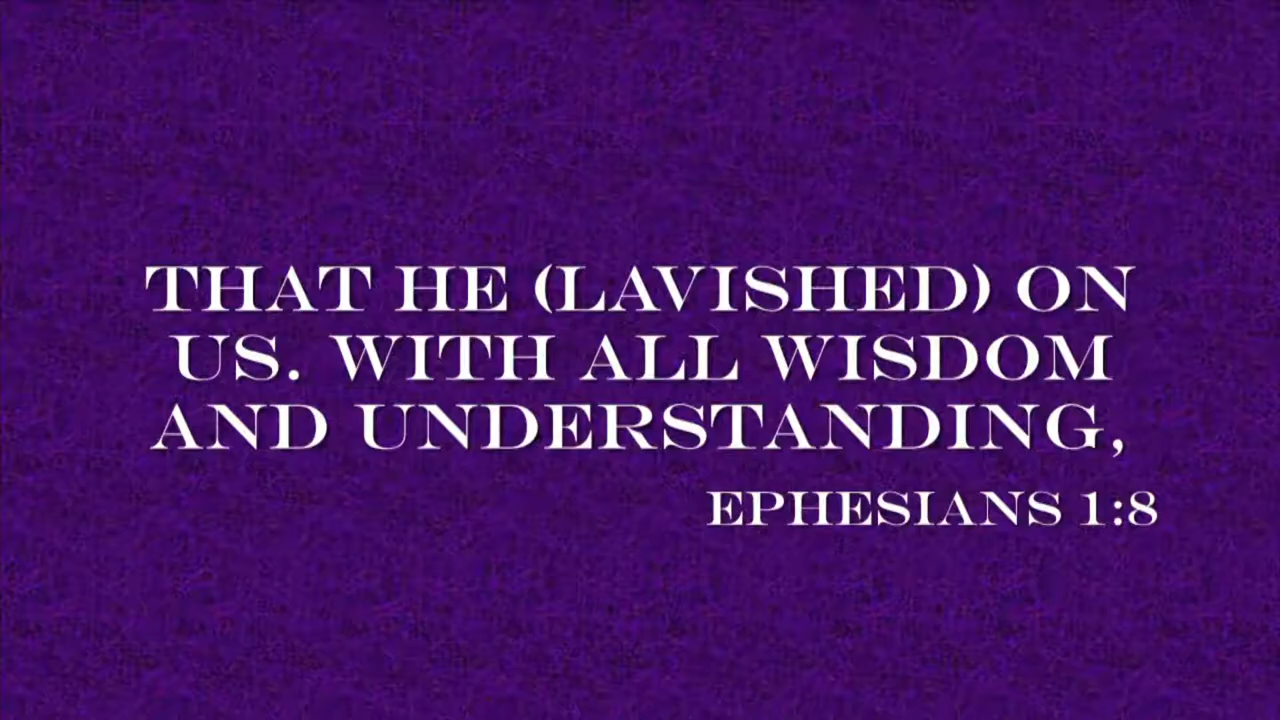 THAT HE (LAVISHED) ON
US. WITH ALL WISDOM
AND UNDERSTANDING,
EPHESIANS 1:8